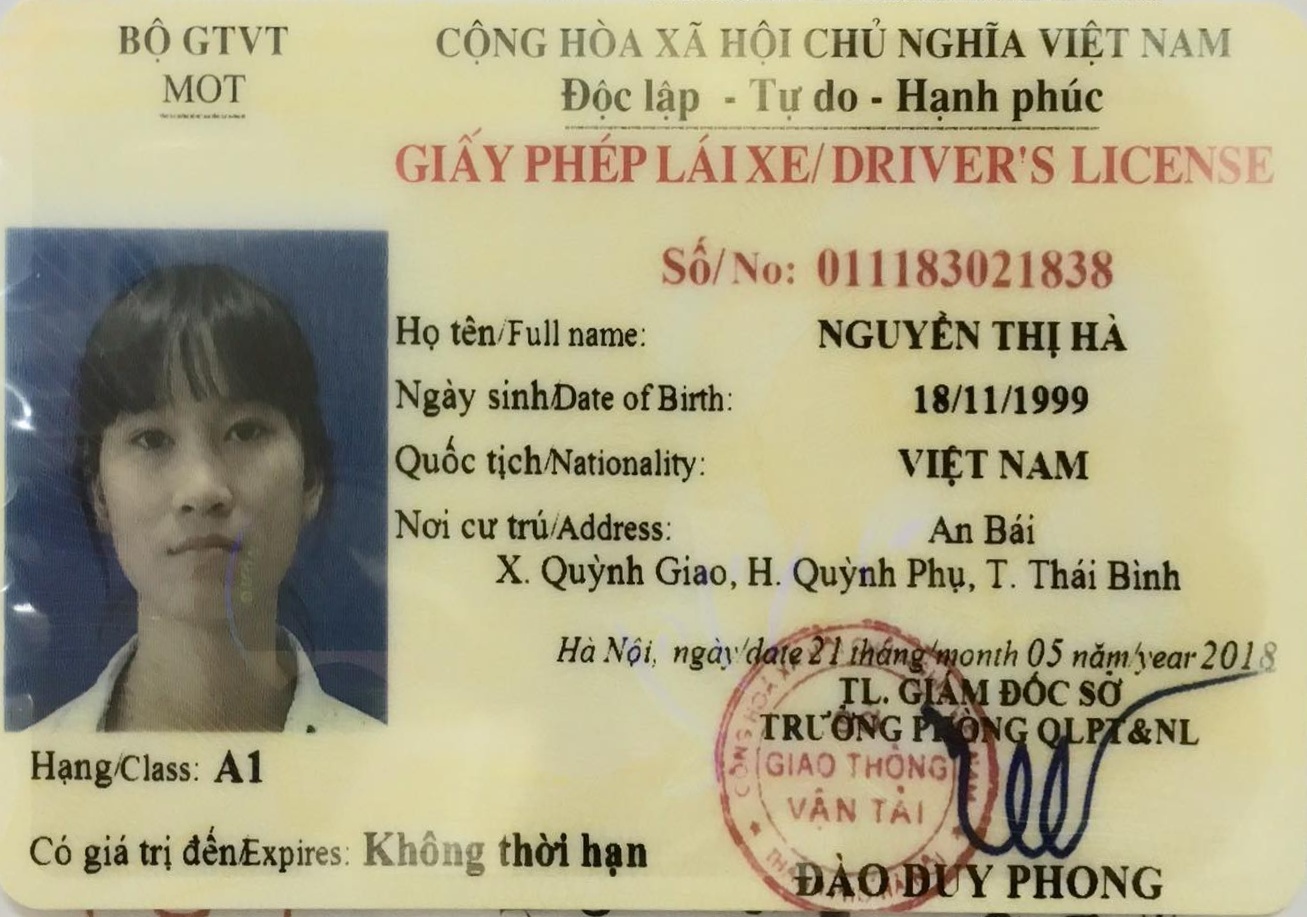 BỘ GTVT
MOT
CỘNG HÒA XÃ HỘI CHỦ NGHĨA VIỆT NAM
Độc lập - Tự do - Hạnh phúc
GIẤY PHÉP LÁI XE/ DRIVER'S LICENSE
Số/ No: 011183021838
Họ tên/Full name: NGUYỄN THỊ HÀ
Ngày sinh/Date of Birth: 18/11/1999
Quốc tịch/Nationality: VIỆT NAM
Nơi cư trú/Address: An Bái
X. Quỳnh Giao, H. Quỳnh Phụ, T. Thái Bình
Hà Nội, ngày/date 21 tháng/month 05 năm/year 2018
TL. GIÁM ĐỐC SỞ
TRƯỞNG PHÒNG QLPT&NL
GIAO THÔNG
VẬN TẢI
Hạng/Class: A1
Có giá trị đến/Expires: Không thời hạn
ĐÀO DUY PHONG